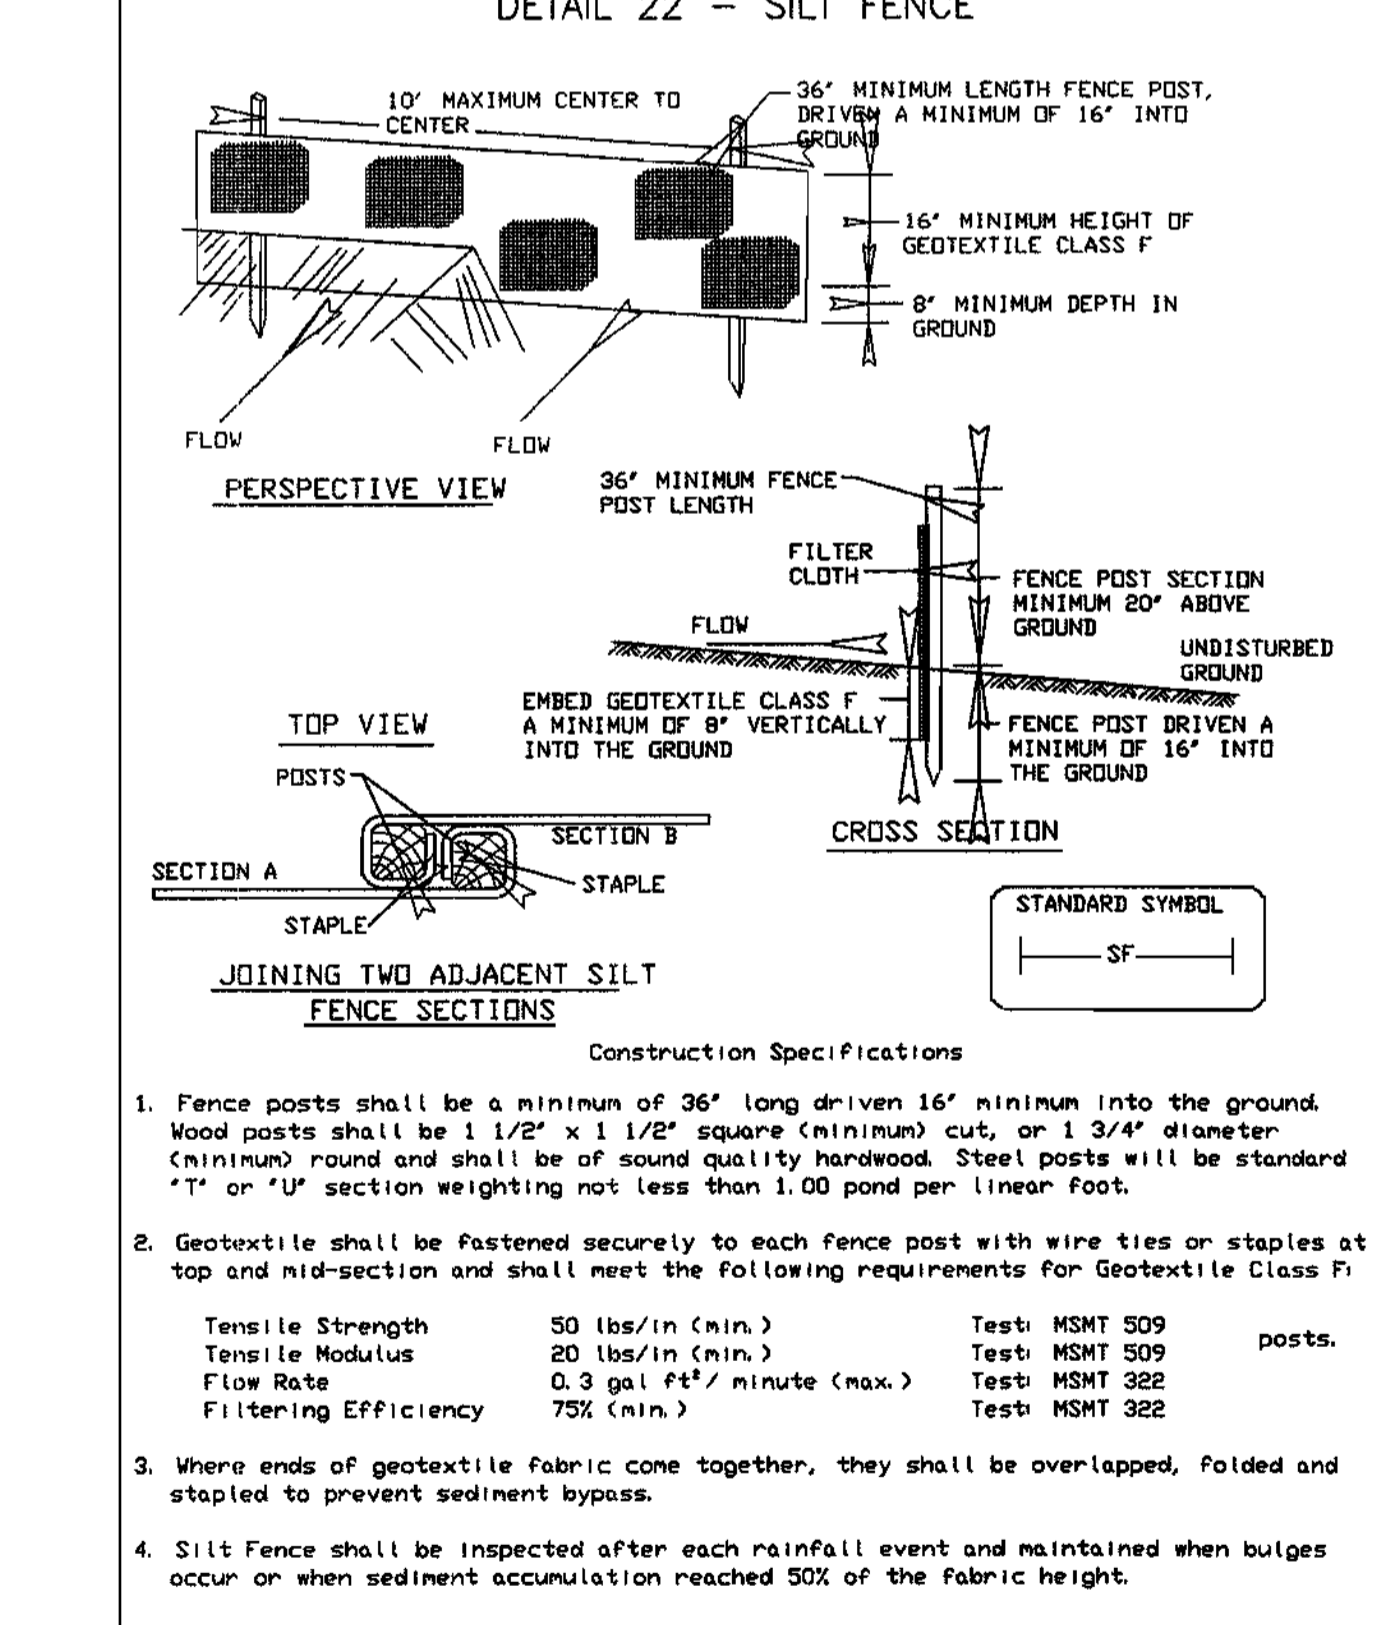 DETAIL 22 - SILT FENCE
10' MAXIMUM CENTER TO
CENTER
36" MINIMUM LENGTH FENCE POST,
DRIVEN A MINIMUM OF 16" INTO
GROUND
16" MINIMUM HEIGHT OF
GEOTEXTILE CLASS F
8" MINIMUM DEPTH IN
GROUND
FLOW
FLOW
PERSPECTIVE VIEW
36" MINIMUM FENCE
POST LENGTH
FILTER
CLOTH
FENCE POST SECTION
MINIMUM 20" ABOVE
GROUND
FLOW
UNDISTURBED
GROUND
EMBED GEOTEXTILE CLASS F
A MINIMUM OF 8" VERTICALLY
INTO THE GROUND
FENCE POST DRIVEN A
MINIMUM OF 16" INTO
THE GROUND
CROSS SECTION
TOP VIEW
POSTS
SECTION B
SECTION A
STAPLE
STAPLE
JOINING TWO ADJACENT SILT
FENCE SECTIONS
STANDARD SYMBOL
SF
Construction Specifications
1. Fence posts shall be a minimum of 36" long driven 16" minimum into the ground.
Wood posts shall be 1 1/2" x 1 1/2" square (minimum) cut, or 1 3/4" diameter
(minimum) round and shall be of sound quality hardwood. Steel posts will be standard
"T" or "U" section weighting not less than 1.00 pond per linear foot.
2. Geotextile shall be fastened securely to each fence post with wire ties or staples at
top and mid-section and shall meet the following requirements for Geotextile Class F:
Tensile Strength 50 lbs/in (min.) Test: MSMT 509
posts.
Tensile Modulus 20 lbs/in (min.) Test: MSMT 509
Flow Rate 0.3 gal ft²/ minute (max.) Test: MSMT 322
Filtering Efficiency 75% (min.) Test: MSMT 322
3. Where ends of geotextile fabric come together, they shall be overlapped, folded and
stapled to prevent sediment bypass.
4. Silt Fence shall be inspected after each rainfall event and maintained when bulges
occur or when sediment accumulation reached 50% of the fabric height.